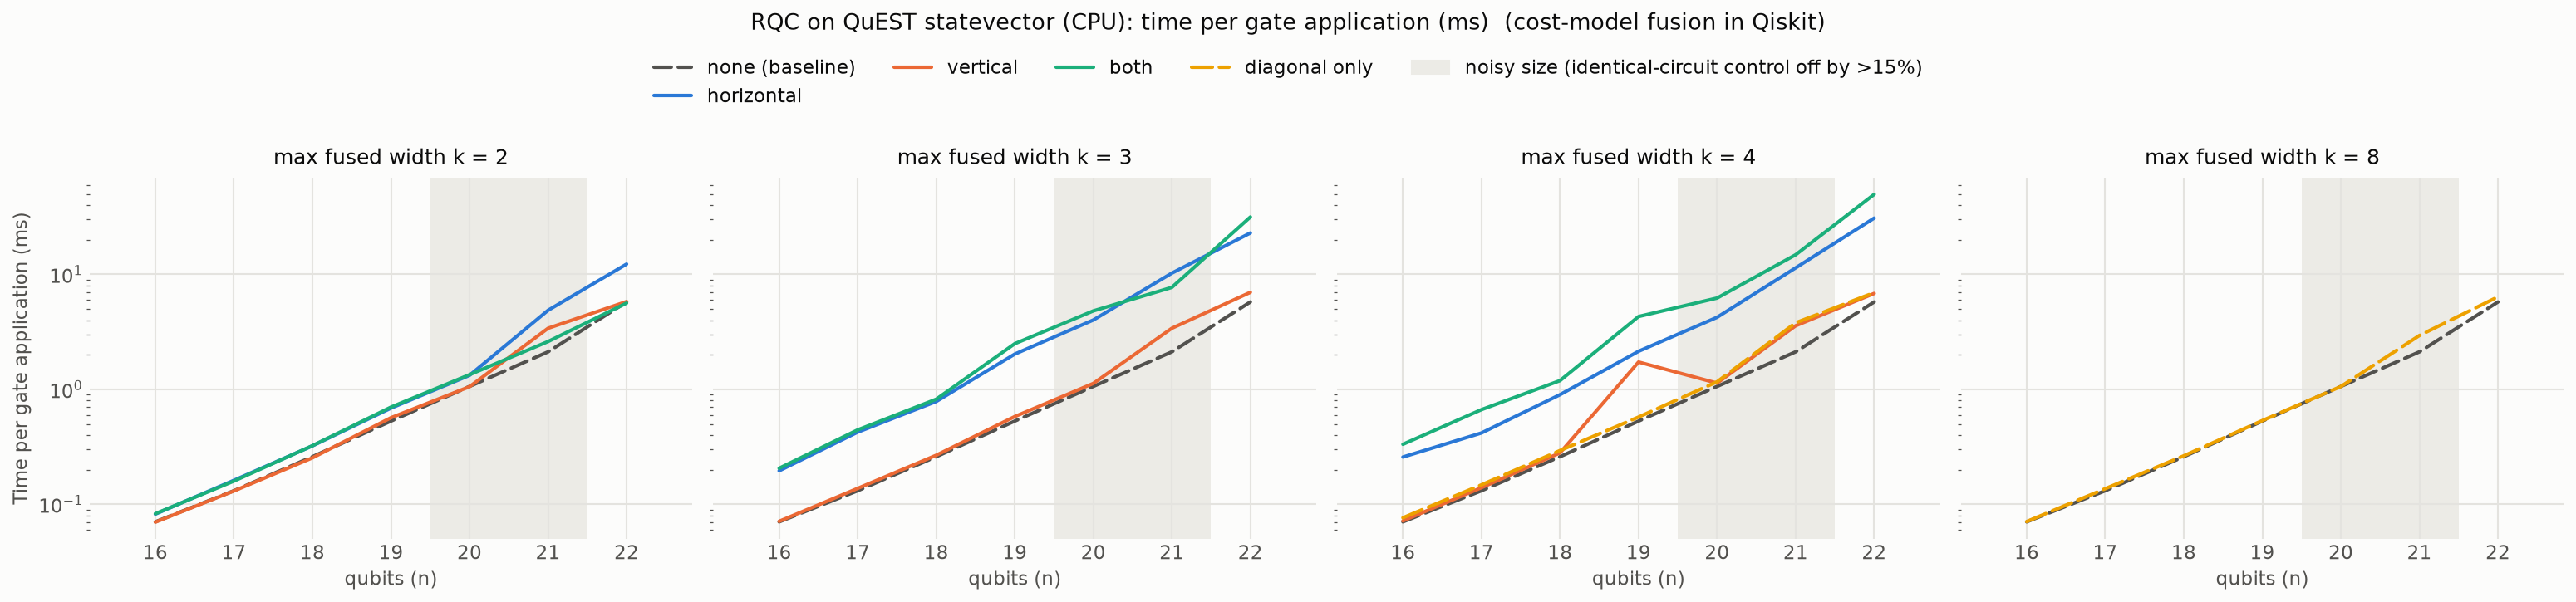 RQC on QuEST statevector (CPU): time per gate application (ms)  (cost-model fusion in Qiskit)
none (baseline) vertical both diagonal only noisy size (identical-circuit control off by >15%)
horizontal
max fused width k = 2
max fused width k = 3
max fused width k = 4
max fused width k = 8
Time per gate application (ms)
10¹
10⁰
10⁻¹
16 17 18 19 20 21 22
16 17 18 19 20 21 22
16 17 18 19 20 21 22
16 17 18 19 20 21 22
qubits (n)
qubits (n)
qubits (n)
qubits (n)